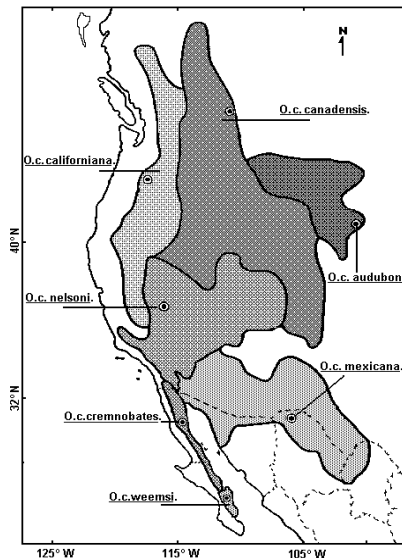 N
O.c. canadensis.
O.c. californiana.
40° N
O.c. audubon
O.c. nelsoni.
O.c. mexicana.
32° N
O.c. cremnobates.
O.c. weemsi.
125° W
115° W
105° W